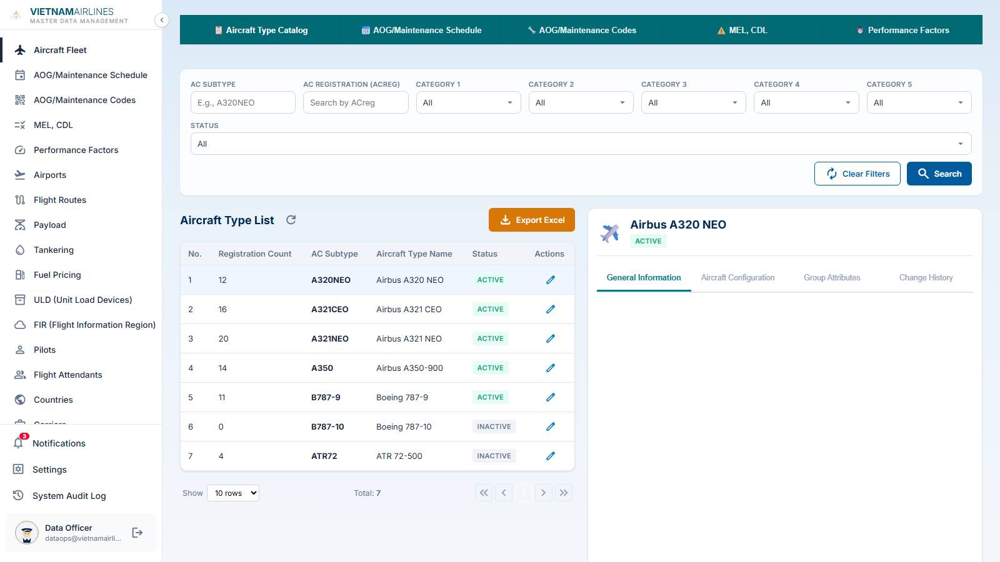 VIETNAMAIRLINES
MASTER DATA MANAGEMENT
Aircraft Fleet
AOG/Maintenance Schedule
AOG/Maintenance Codes
MEL, CDL
Performance Factors
Airports
Flight Routes
Payload
Tankering
Fuel Pricing
ULD (Unit Load Devices)
FIR (Flight Information Region)
Pilots
Flight Attendants
Countries
Carriers
3
Notifications
Settings
System Audit Log
Data Officer
dataops@vietnamairli...
Aircraft Type Catalog
AOG/Maintenance Schedule
AOG/Maintenance Codes
MEL, CDL
Performance Factors
AC SUBTYPE
AC REGISTRATION (ACREG)
CATEGORY 1
CATEGORY 2
CATEGORY 3
CATEGORY 4
CATEGORY 5
E.g., A320NEO
Search by ACreg
All
All
All
All
All
STATUS
All
Clear Filters
Search
Aircraft Type List
Export Excel
No. Registration Count AC Subtype Aircraft Type Name Status Actions
1 12 A320NEO Airbus A320 NEO ACTIVE
2 16 A321CEO Airbus A321 CEO ACTIVE
3 20 A321NEO Airbus A321 NEO ACTIVE
4 14 A350 Airbus A350-900 ACTIVE
5 11 B787-9 Boeing 787-9 ACTIVE
6 0 B787-10 Boeing 787-10 INACTIVE
7 4 ATR72 ATR 72-500 INACTIVE
Show 10 rows Total: 7 1
Airbus A320 NEO
ACTIVE
General Information
Aircraft Configuration
Group Attributes
Change History